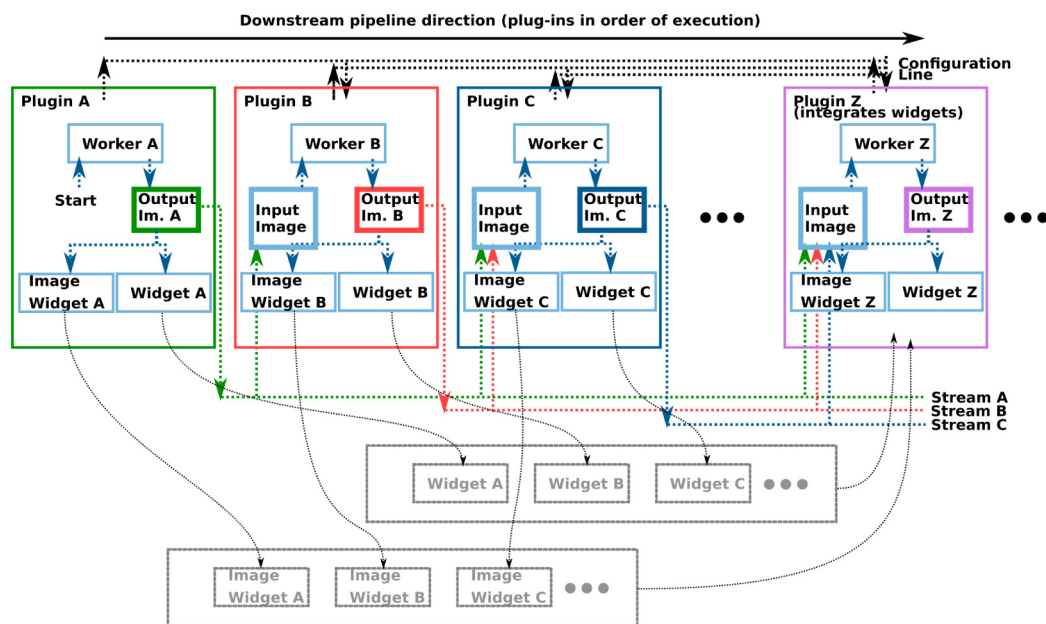 Downstream pipeline direction (plug-ins in order of execution)
Configuration
Line
Plugin A
Worker A
Start
Output
Im. A
Image
Widget A
Widget A
Plugin B
Worker B
Input
Image
Output
Im. B
Image
Widget B
Widget B
Plugin C
Worker C
Input
Image
Output
Im. C
Image
Widget C
Widget C
Plugin Z
(integrates widgets)
Worker Z
Input
Image
Output
Im. Z
Image
Widget Z
Widget Z
Stream A
Stream B
Stream C
Widget A
Widget B
Widget C
Image
Widget A
Image
Widget B
Image
Widget C